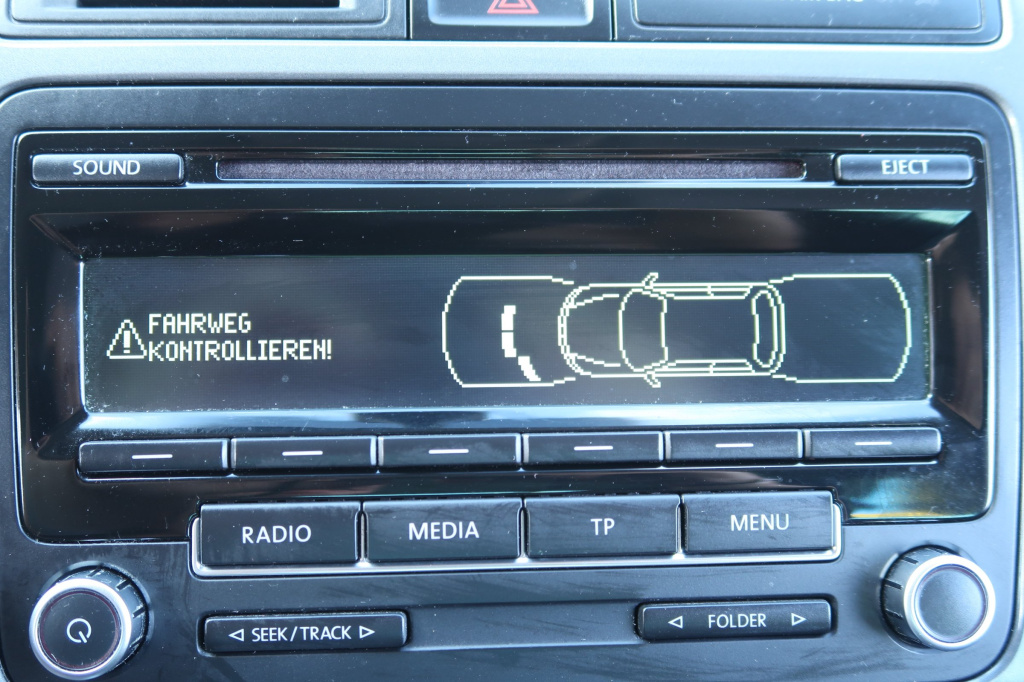 SOUND
EJECT
FAHRWEG
KONTROLLIEREN!
RADIO
MEDIA
TP
MENU
SEEK/TRACK
FOLDER